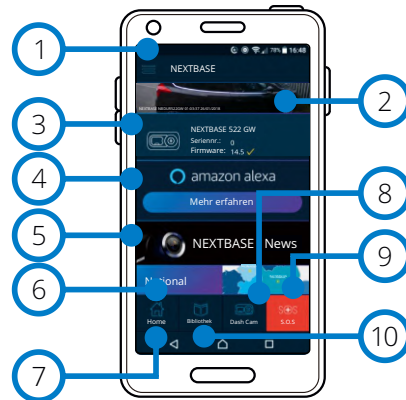 1
78% 16:48
NEXTBASE
2
3
NEXTBASE 522 GW
Seriennr.: 0
Firmware: 14.5
4
amazon alexa
Mehr erfahren
8
5
NEXTBASE News
9
6
National
Home
Bibliothek
Dash Cam
SOS
S.O.S
7
10